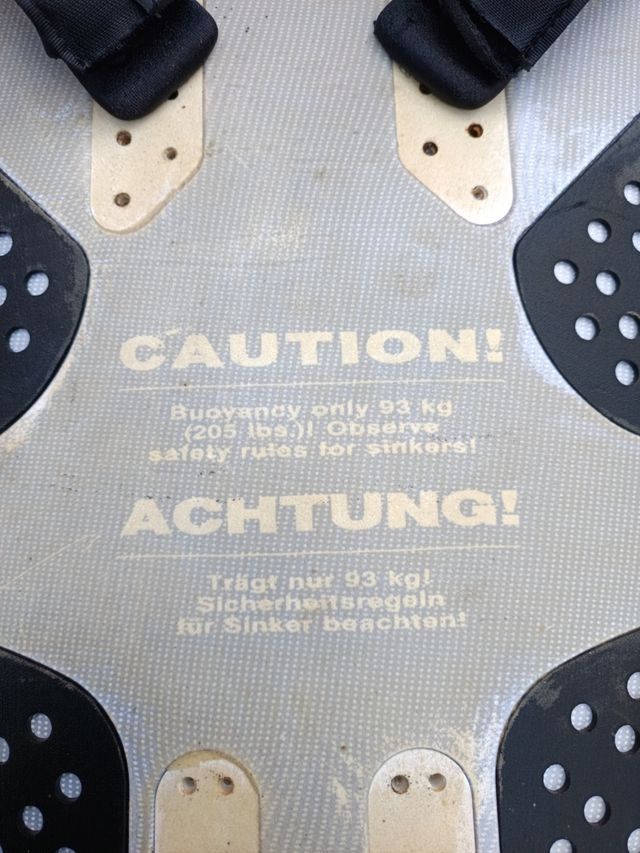 CAUTION!
Buoyancy only 93 kg
(205 lbs.)! Observe
safety rules for sinkers!
ACHTUNG!
Trägt nur 93 kg!
Sicherheitsregeln
für Sinker beachten!